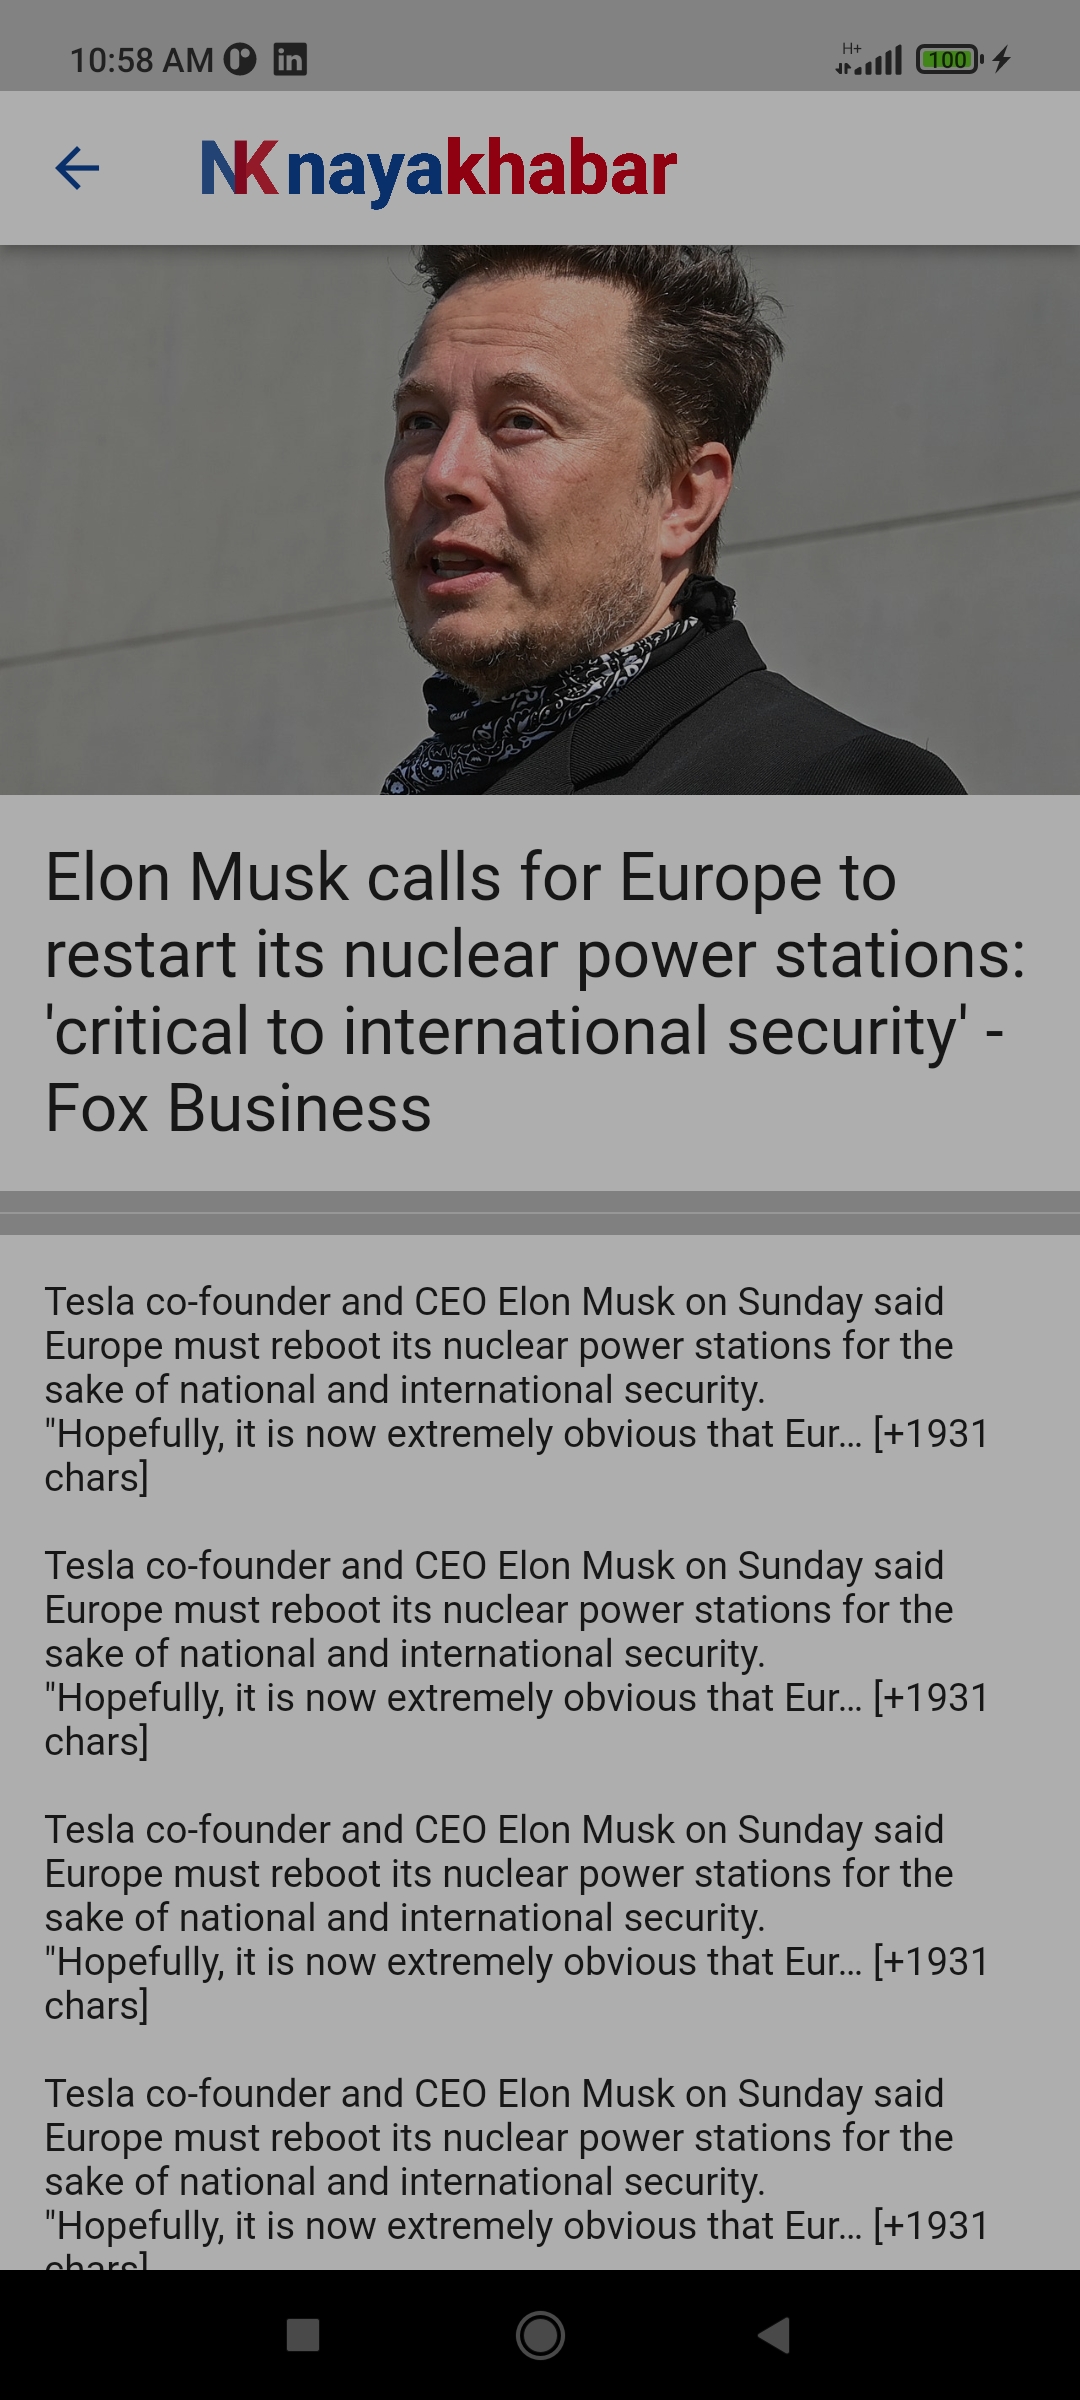 10:58 AM
H+
100
NK nayakhabar
Elon Musk calls for Europe to
restart its nuclear power stations:
'critical to international security' -
Fox Business
Tesla co-founder and CEO Elon Musk on Sunday said
Europe must reboot its nuclear power stations for the
sake of national and international security.
"Hopefully, it is now extremely obvious that Eur… [+1931
chars]
Tesla co-founder and CEO Elon Musk on Sunday said
Europe must reboot its nuclear power stations for the
sake of national and international security.
"Hopefully, it is now extremely obvious that Eur… [+1931
chars]
Tesla co-founder and CEO Elon Musk on Sunday said
Europe must reboot its nuclear power stations for the
sake of national and international security.
"Hopefully, it is now extremely obvious that Eur… [+1931
chars]
Tesla co-founder and CEO Elon Musk on Sunday said
Europe must reboot its nuclear power stations for the
sake of national and international security.
"Hopefully, it is now extremely obvious that Eur… [+1931
chars]